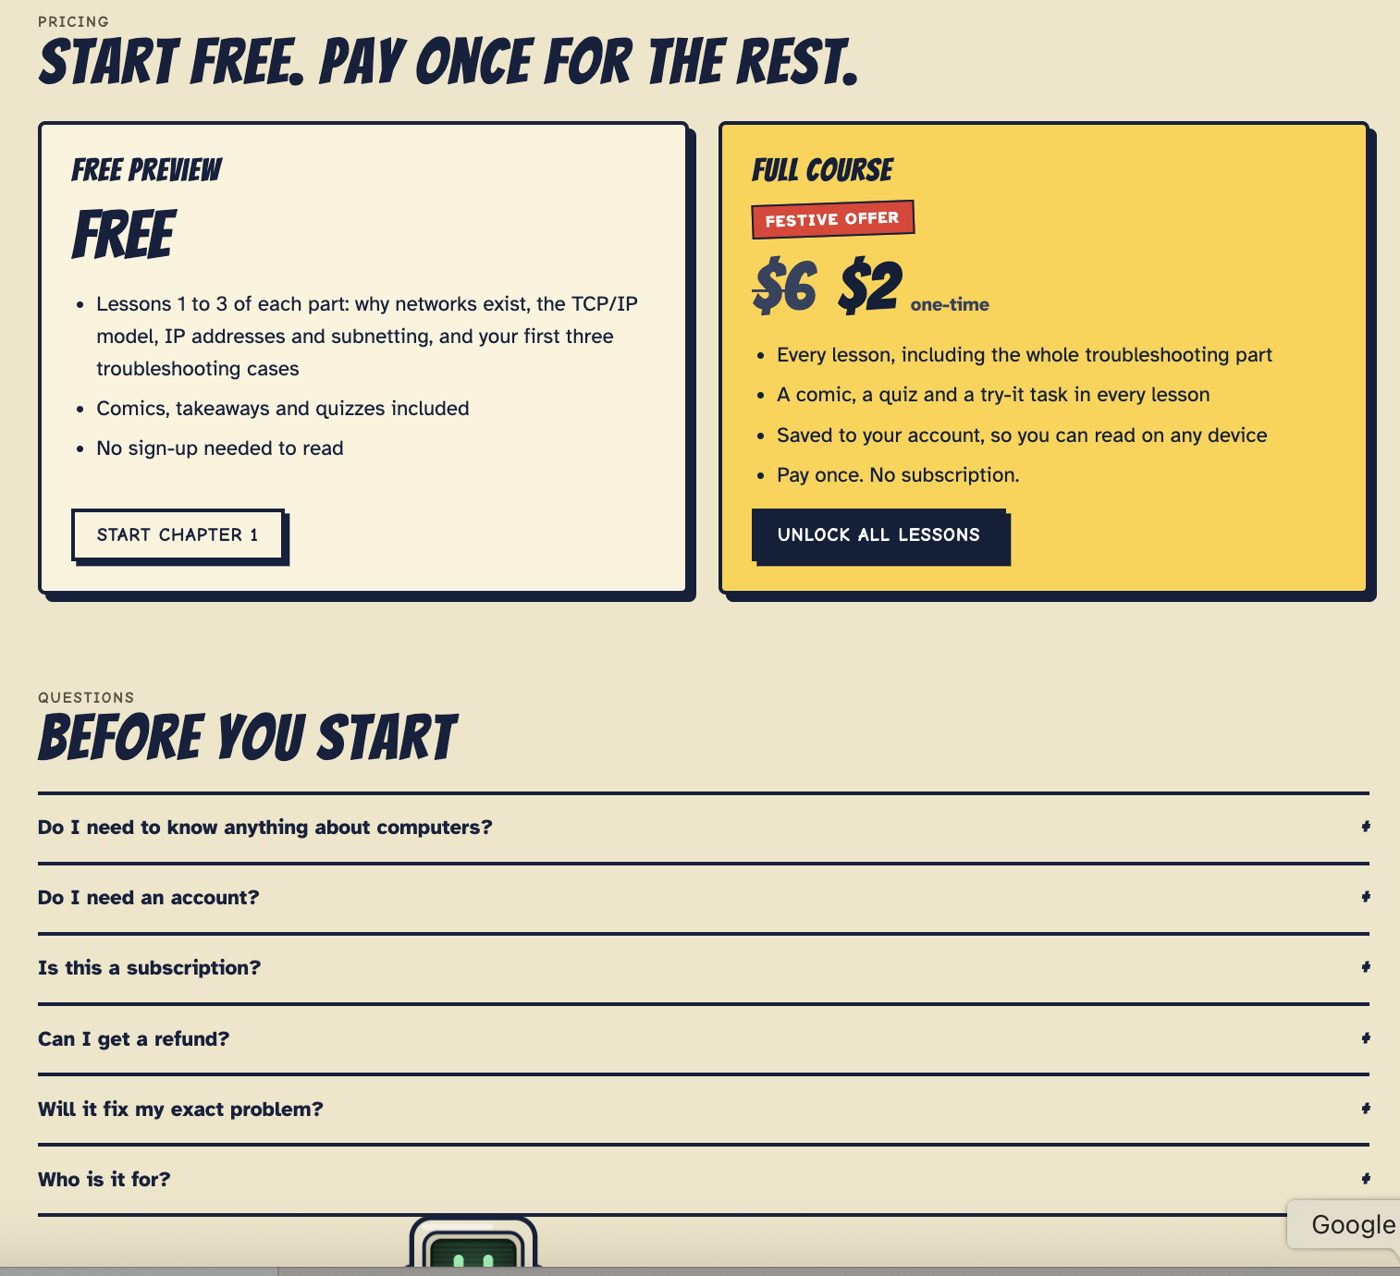 PRICING
START FREE. PAY ONCE FOR THE REST.
FREE PREVIEW
FREE
• Lessons 1 to 3 of each part: why networks exist, the TCP/IP
model, IP addresses and subnetting, and your first three
troubleshooting cases
• Comics, takeaways and quizzes included
• No sign-up needed to read
START CHAPTER 1
FULL COURSE
FESTIVE OFFER
$6 $2 one-time
• Every lesson, including the whole troubleshooting part
• A comic, a quiz and a try-it task in every lesson
• Saved to your account, so you can read on any device
• Pay once. No subscription.
UNLOCK ALL LESSONS
QUESTIONS
BEFORE YOU START
Do I need to know anything about computers? +
Do I need an account? +
Is this a subscription? +
Can I get a refund? +
Will it fix my exact problem? +
Who is it for? +
Google